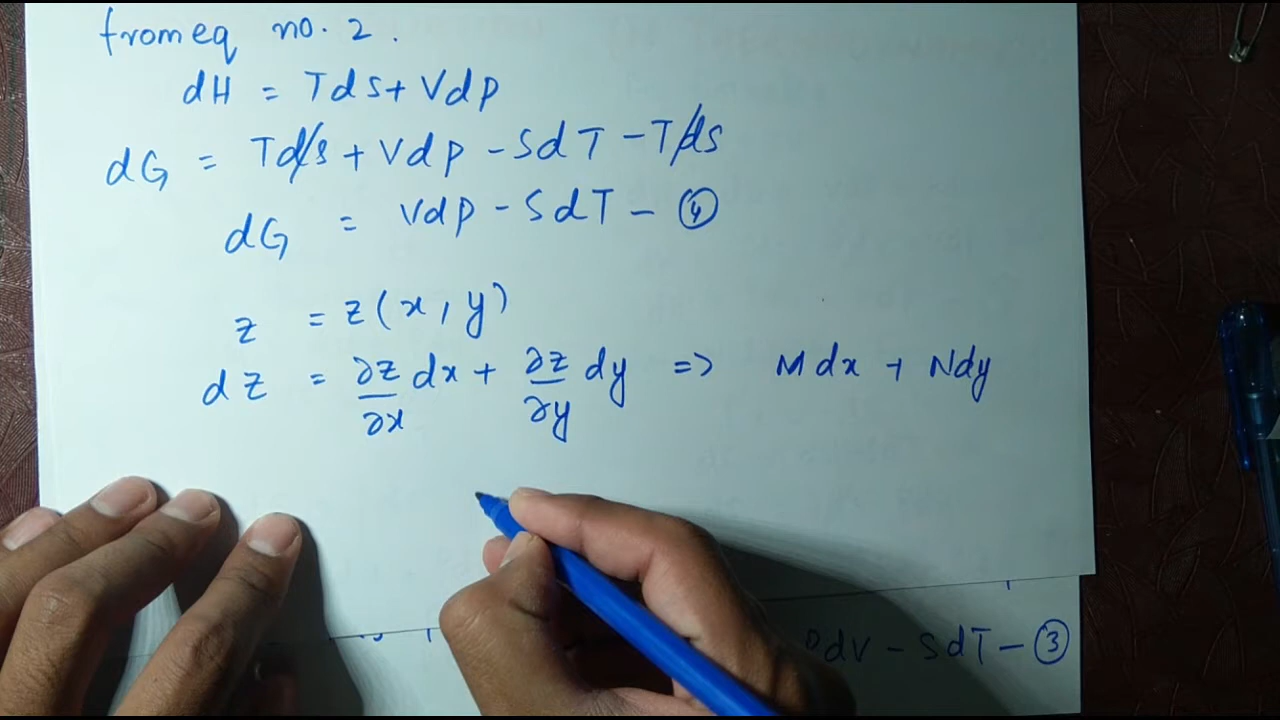 from eq no. 2.
dH = Tds + Vdp
dG = Tds + Vdp - SdT - Tds
dG = Vdp - SdT - ④
z = z(x, y)
dz = ∂z/∂x dx + ∂z/∂y dy => Mdx + Ndy
PdV - SdT - ③